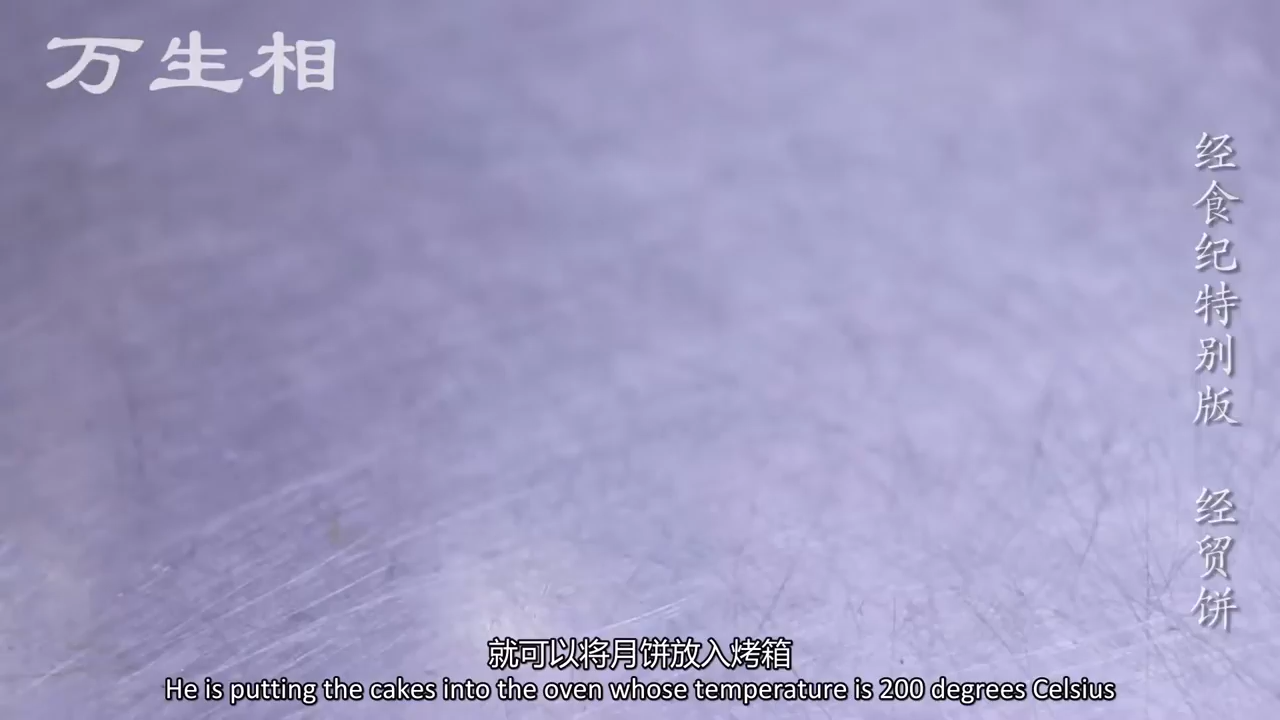 万生相
经食纪特别版 经贸饼
就可以将月饼放入烤箱
He is putting the cakes into the oven whose temperature is 200 degrees Celsius